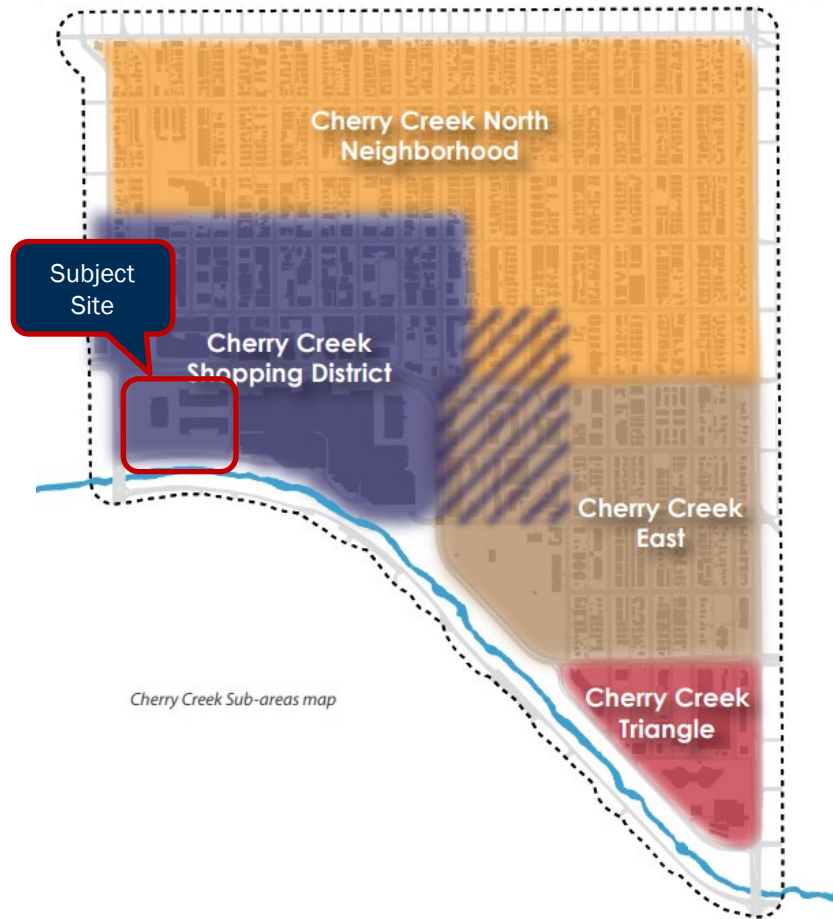 Cherry Creek North
Neighborhood
Subject
Site
Cherry Creek
Shopping District
Cherry Creek
East
Cherry Creek
Triangle
Cherry Creek Sub-areas map